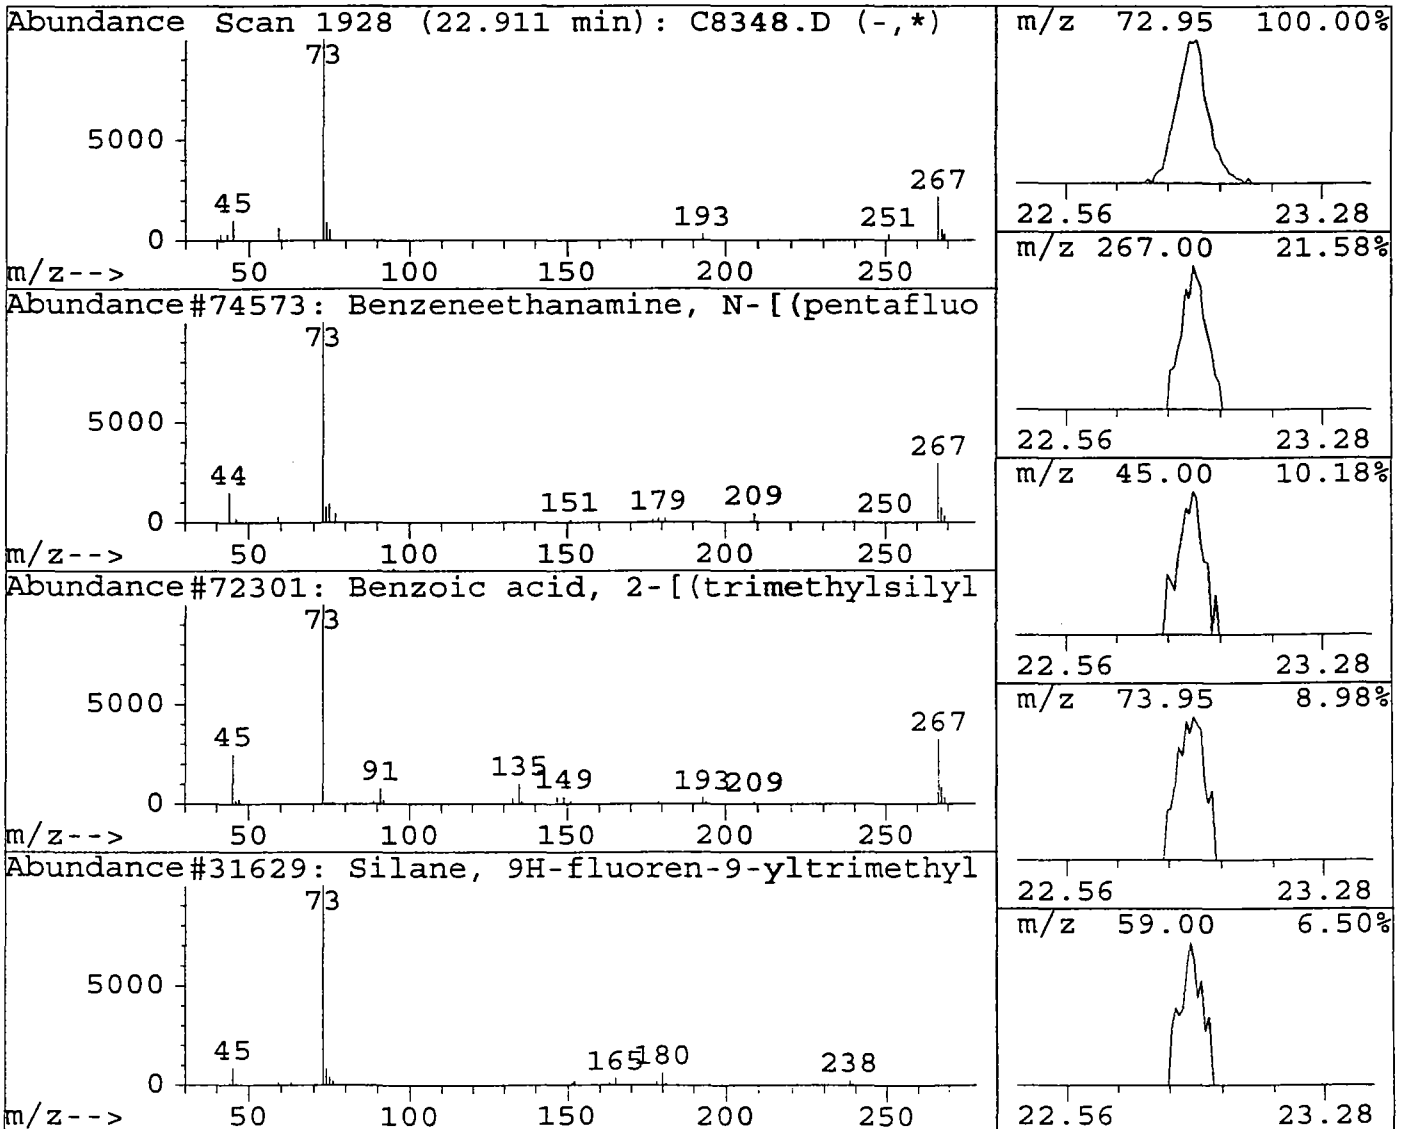 Abundance Scan 1928 (22.911 min): C8348.D (-,*)
73
5000
45
267
193
251
0
m/z--> 50 100 150 200 250
Abundance #74573: Benzeneethanamine, N-[(pentafluo
73
5000
267
44
151 179 209 250
0
m/z--> 50 100 150 200 250
Abundance #72301: Benzoic acid, 2-[(trimethylsilyl
73
5000
267
45
91 135 149 193 209
0
m/z--> 50 100 150 200 250
Abundance #31629: Silane, 9H-fluoren-9-yltrimethyl
73
5000
45
165 180 238
0
m/z--> 50 100 150 200 250
m/z 72.95 100.00%
22.56 23.28
m/z 267.00 21.58%
22.56 23.28
m/z 45.00 10.18%
22.56 23.28
m/z 73.95 8.98%
22.56 23.28
m/z 59.00 6.50%
22.56 23.28